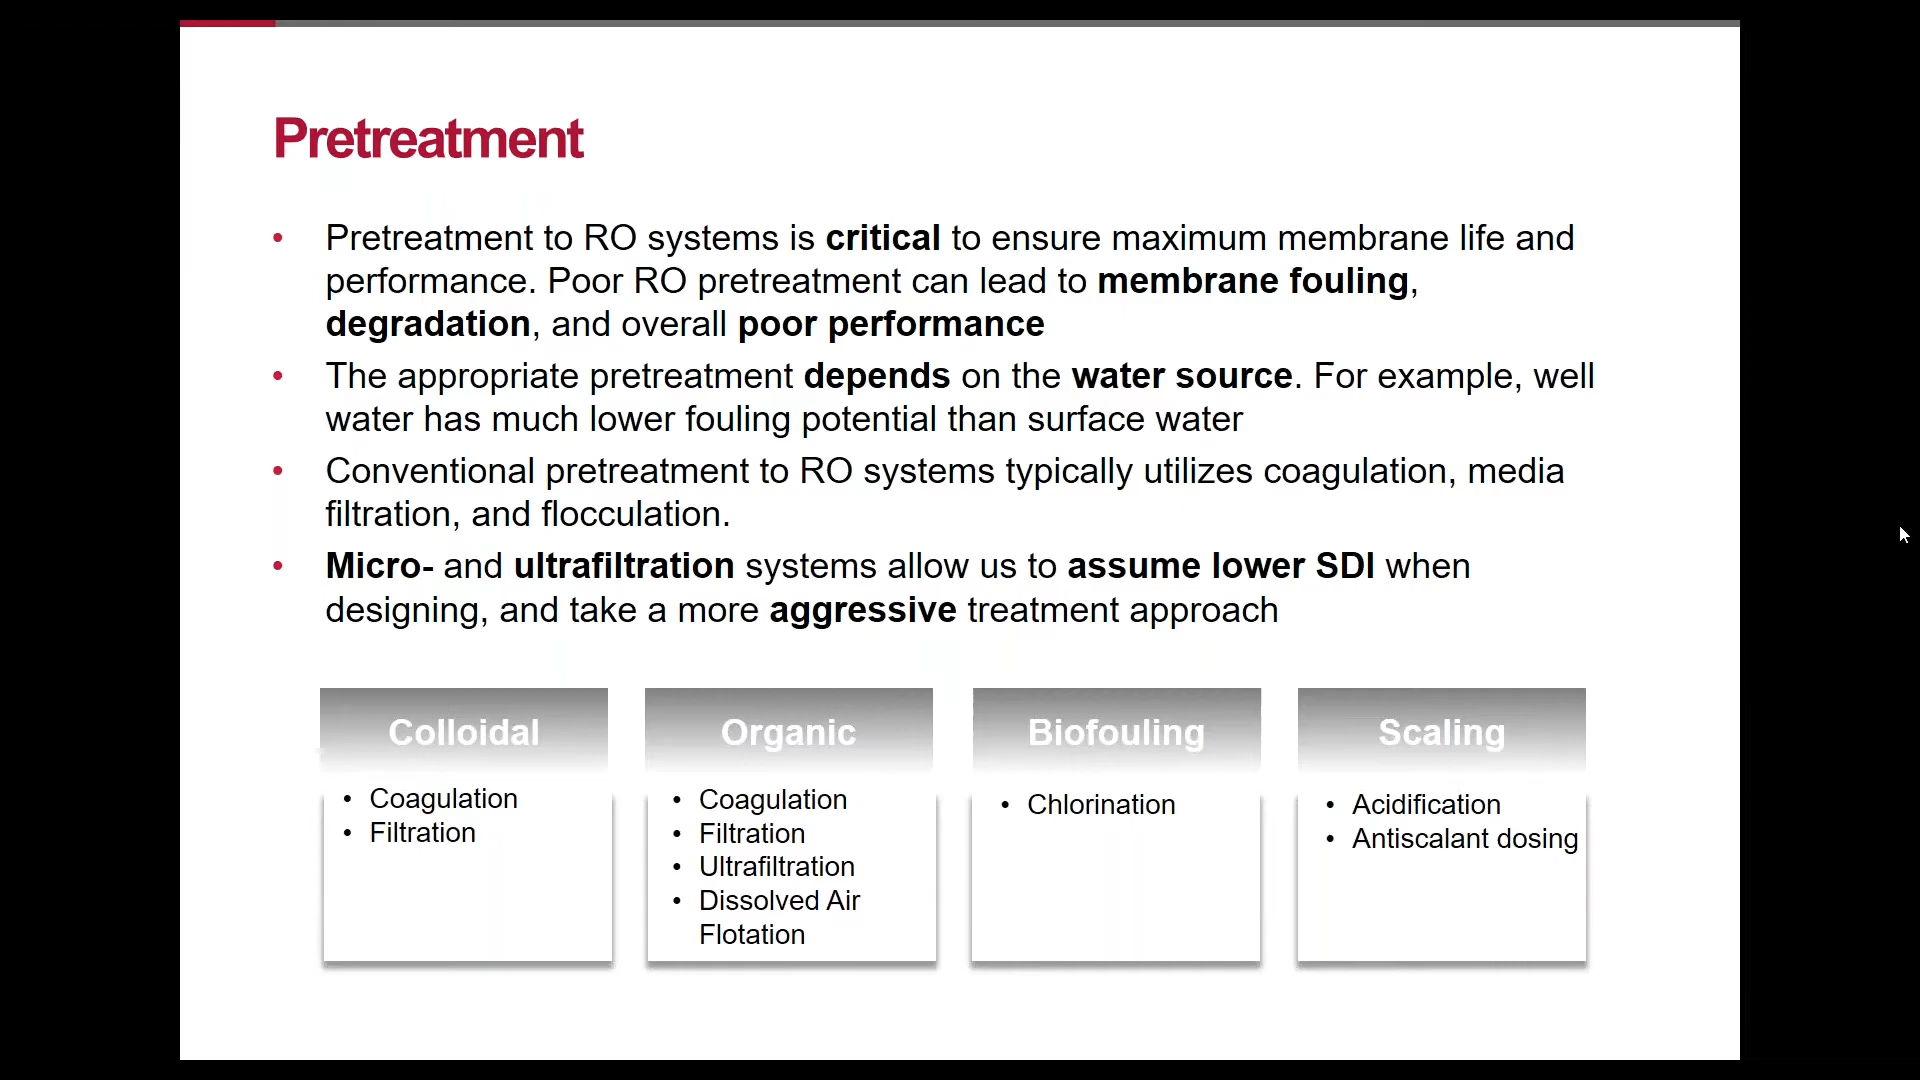 Pretreatment
• Pretreatment to RO systems is critical to ensure maximum membrane life and
performance. Poor RO pretreatment can lead to membrane fouling,
degradation, and overall poor performance
• The appropriate pretreatment depends on the water source. For example, well
water has much lower fouling potential than surface water
• Conventional pretreatment to RO systems typically utilizes coagulation, media
filtration, and flocculation.
• Micro- and ultrafiltration systems allow us to assume lower SDI when
designing, and take a more aggressive treatment approach
Colloidal
• Coagulation
• Filtration
Organic
• Coagulation
• Filtration
• Ultrafiltration
• Dissolved Air
Flotation
Biofouling
• Chlorination
Scaling
• Acidification
• Antiscalant dosing